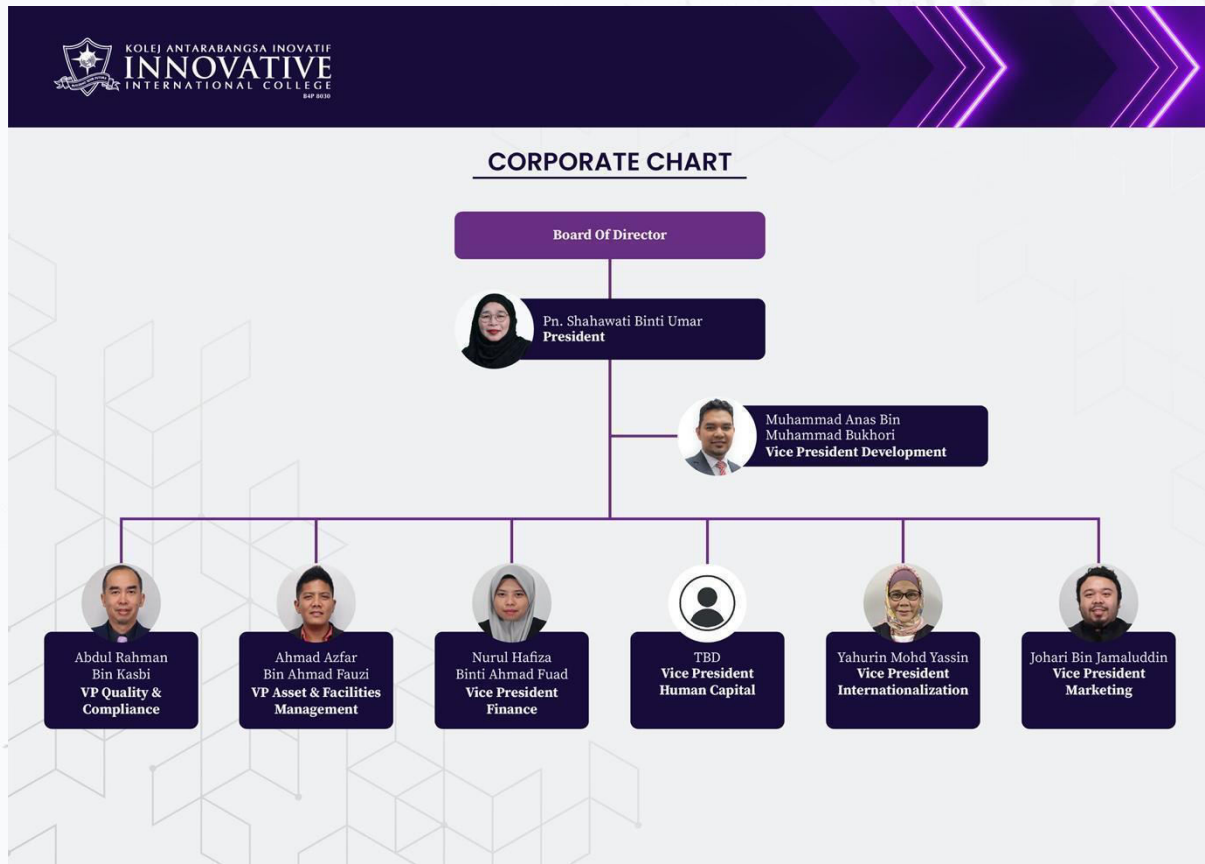 KOLEJ ANTARABANGSA INOVATIF
INNOVATIVE
INTERNATIONAL COLLEGE
B4P 8030
CORPORATE CHART
Board Of Director
Pn. Shahawati Binti Umar
President
Muhammad Anas Bin
Muhammad Bukhori
Vice President Development
Abdul Rahman
Bin Kasbi
VP Quality &
Compliance
Ahmad Azfar
Bin Ahmad Fauzi
VP Asset & Facilities
Management
Nurul Hafiza
Binti Ahmad Fuad
Vice President
Finance
TBD
Vice President
Human Capital
Yahurin Mohd Yassin
Vice President
Internationalization
Johari Bin Jamaluddin
Vice President
Marketing